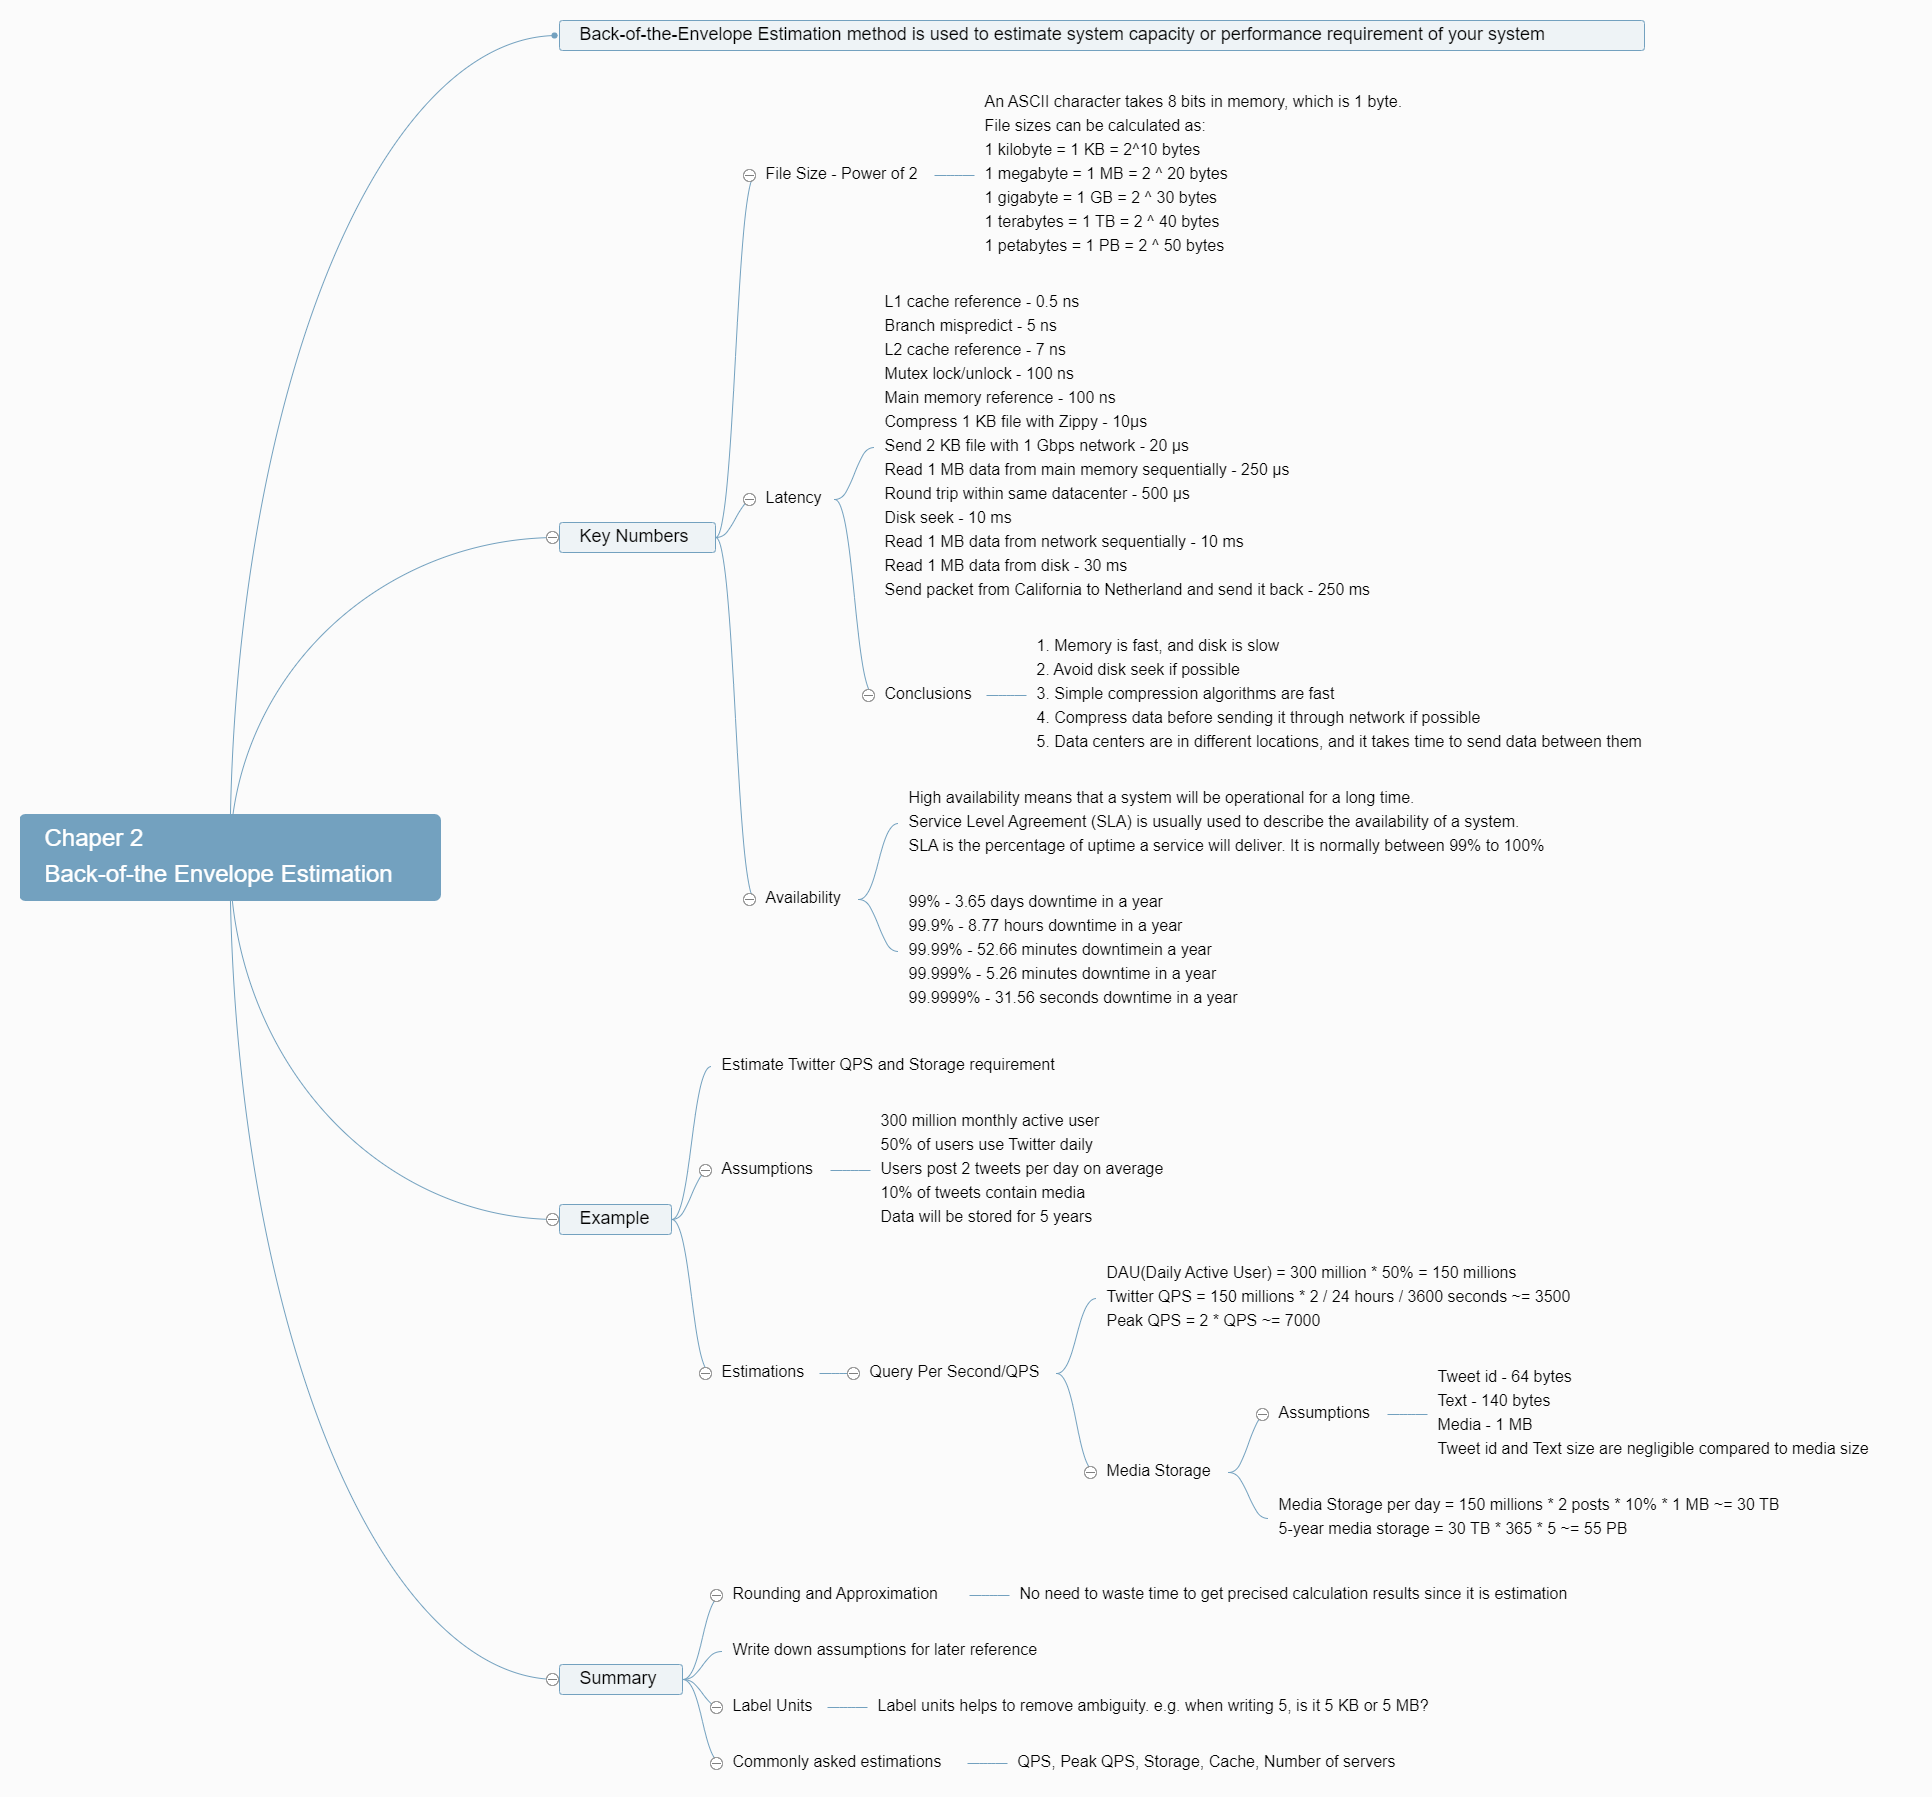 Back-of-the-Envelope Estimation method is used to estimate system capacity or performance requirement of your system
An ASCII character takes 8 bits in memory, which is 1 byte.
File sizes can be calculated as:
1 kilobyte = 1 KB = 2^10 bytes
File Size - Power of 2
1 megabyte = 1 MB = 2 ^ 20 bytes
1 gigabyte = 1 GB = 2 ^ 30 bytes
1 terabytes = 1 TB = 2 ^ 40 bytes
1 petabytes = 1 PB = 2 ^ 50 bytes
L1 cache reference - 0.5 ns
Branch mispredict - 5 ns
L2 cache reference - 7 ns
Mutex lock/unlock - 100 ns
Main memory reference - 100 ns
Compress 1 KB file with Zippy - 10µs
Send 2 KB file with 1 Gbps network - 20 µs
Read 1 MB data from main memory sequentially - 250 µs
Latency
Round trip within same datacenter - 500 µs
Disk seek - 10 ms
Key Numbers
Read 1 MB data from network sequentially - 10 ms
Read 1 MB data from disk - 30 ms
Send packet from California to Netherland and send it back - 250 ms
1. Memory is fast, and disk is slow
2. Avoid disk seek if possible
Conclusions
3. Simple compression algorithms are fast
4. Compress data before sending it through network if possible
5. Data centers are in different locations, and it takes time to send data between them
High availability means that a system will be operational for a long time.
Service Level Agreement (SLA) is usually used to describe the availability of a system.
SLA is the percentage of uptime a service will deliver. It is normally between 99% to 100%
Chaper 2
Back-of-the Envelope Estimation
Availability
99% - 3.65 days downtime in a year
99.9% - 8.77 hours downtime in a year
99.99% - 52.66 minutes downtimein a year
99.999% - 5.26 minutes downtime in a year
99.9999% - 31.56 seconds downtime in a year
Estimate Twitter QPS and Storage requirement
300 million monthly active user
50% of users use Twitter daily
Assumptions
Users post 2 tweets per day on average
10% of tweets contain media
Data will be stored for 5 years
Example
DAU(Daily Active User) = 300 million * 50% = 150 millions
Twitter QPS = 150 millions * 2 / 24 hours / 3600 seconds ~= 3500
Peak QPS = 2 * QPS ~= 7000
Estimations
Query Per Second/QPS
Tweet id - 64 bytes
Text - 140 bytes
Assumptions
Media - 1 MB
Tweet id and Text size are negligible compared to media size
Media Storage
Media Storage per day = 150 millions * 2 posts * 10% * 1 MB ~= 30 TB
5-year media storage = 30 TB * 365 * 5 ~= 55 PB
Rounding and Approximation
No need to waste time to get precised calculation results since it is estimation
Write down assumptions for later reference
Summary
Label Units
Label units helps to remove ambiguity. e.g. when writing 5, is it 5 KB or 5 MB?
Commonly asked estimations
QPS, Peak QPS, Storage, Cache, Number of servers